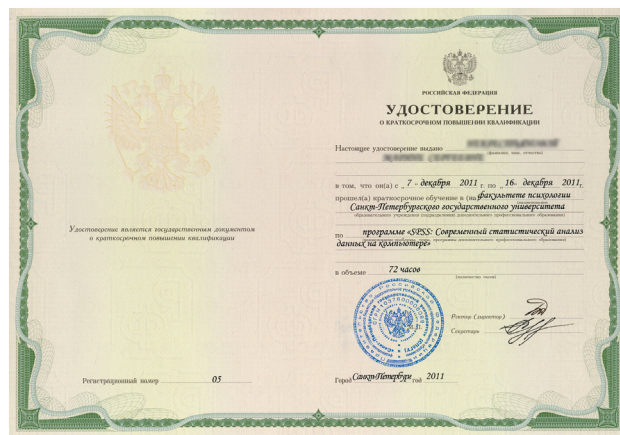 Удостоверение является государственным документом
о краткосрочном повышении квалификации
Регистрационный номер 05
РОССИЙСКАЯ ФЕДЕРАЦИЯ
УДОСТОВЕРЕНИЕ
О КРАТКОСРОЧНОМ ПОВЫШЕНИИ КВАЛИФИКАЦИИ
Настоящее удостоверение выдано
(фамилия, имя, отчество)
в том, что он(а) с „ 7 - декабря 2011 г. по „ 16- декабря 2011г.
прошел(а) краткосрочное обучение в (на) факультете психологии
Санкт-Петербургского государственного университета
(образовательного учреждения (подразделения) дополнительного профессионального образования)
по программе «SPSS: Современный статистический анализ
программы дополнительного профессионального образования)
данных на компьютере»
в объеме 72 часов
(количество часов)
М.П.
Ректор (директор)
Секретарь
Город Санкт-Петербург год 2011